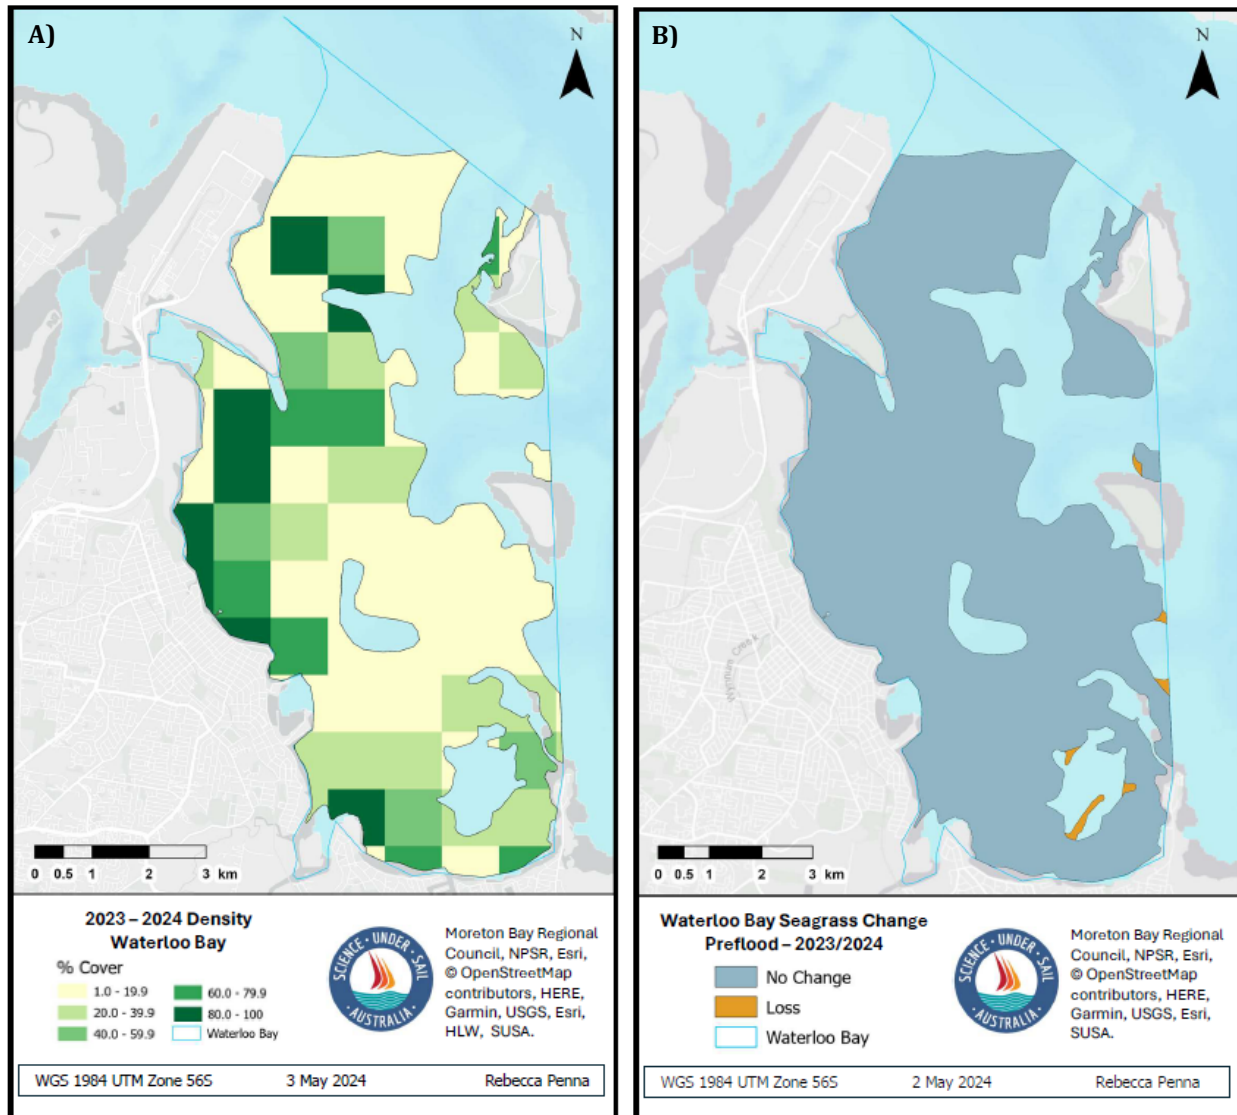 A)
N
0 0.5 1 2 3 km
2023 – 2024 Density
Waterloo Bay
% Cover
1.0 - 19.9
20.0 - 39.9
40.0 - 59.9
60.0 - 79.9
80.0 - 100
Waterloo Bay
SCIENCE · UNDER · SAIL
· AUSTRALIA ·
Moreton Bay Regional
Council, NPSR, Esri,
© OpenStreetMap
contributors, HERE,
Garmin, USGS, Esri,
HLW, SUSA.
WGS 1984 UTM Zone 56S 3 May 2024 Rebecca Penna
B)
N
Wynnum Creek
0 0.5 1 2 3 km
Waterloo Bay Seagrass Change
Preflood – 2023/2024
No Change
Loss
Waterloo Bay
SCIENCE · UNDER · SAIL
· AUSTRALIA ·
Moreton Bay Regional
Council, NPSR, Esri,
© OpenStreetMap
contributors, HERE,
Garmin, USGS, Esri,
SUSA.
WGS 1984 UTM Zone 56S 2 May 2024 Rebecca Penna